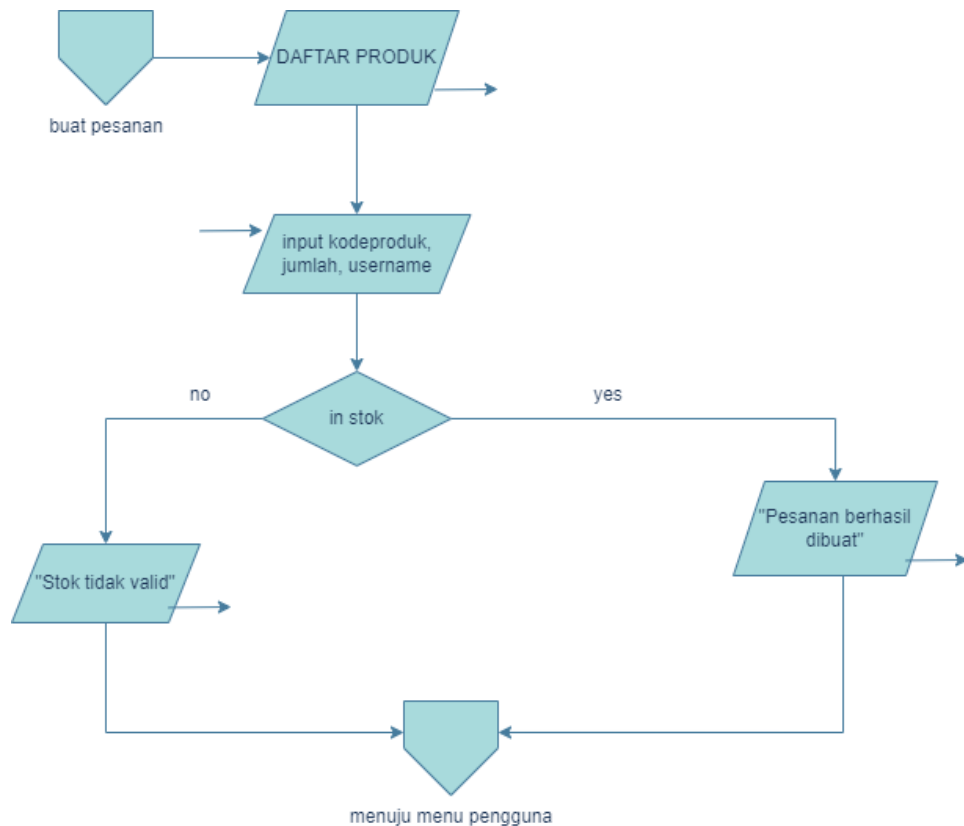 DAFTAR PRODUK
buat pesanan
input kodeproduk,
jumlah, username
no
yes
in stok
"Pesanan berhasil
dibuat"
"Stok tidak valid"
menuju menu pengguna